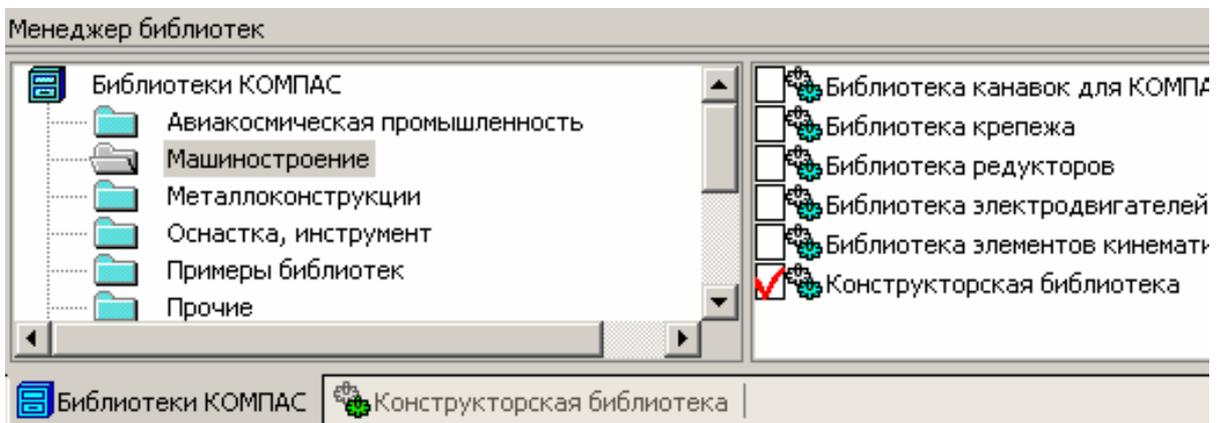 Менеджер библиотек
Библиотеки КОМПАС
Авиакосмическая промышленность
Машиностроение
Металлоконструкции
Оснастка, инструмент
Примеры библиотек
Прочие
Библиотека канавок для КОМПА
Библиотека крепежа
Библиотека редукторов
Библиотека электродвигателей
Библиотека элементов кинемати
Конструкторская библиотека
Библиотеки КОМПАС
Конструкторская библиотека